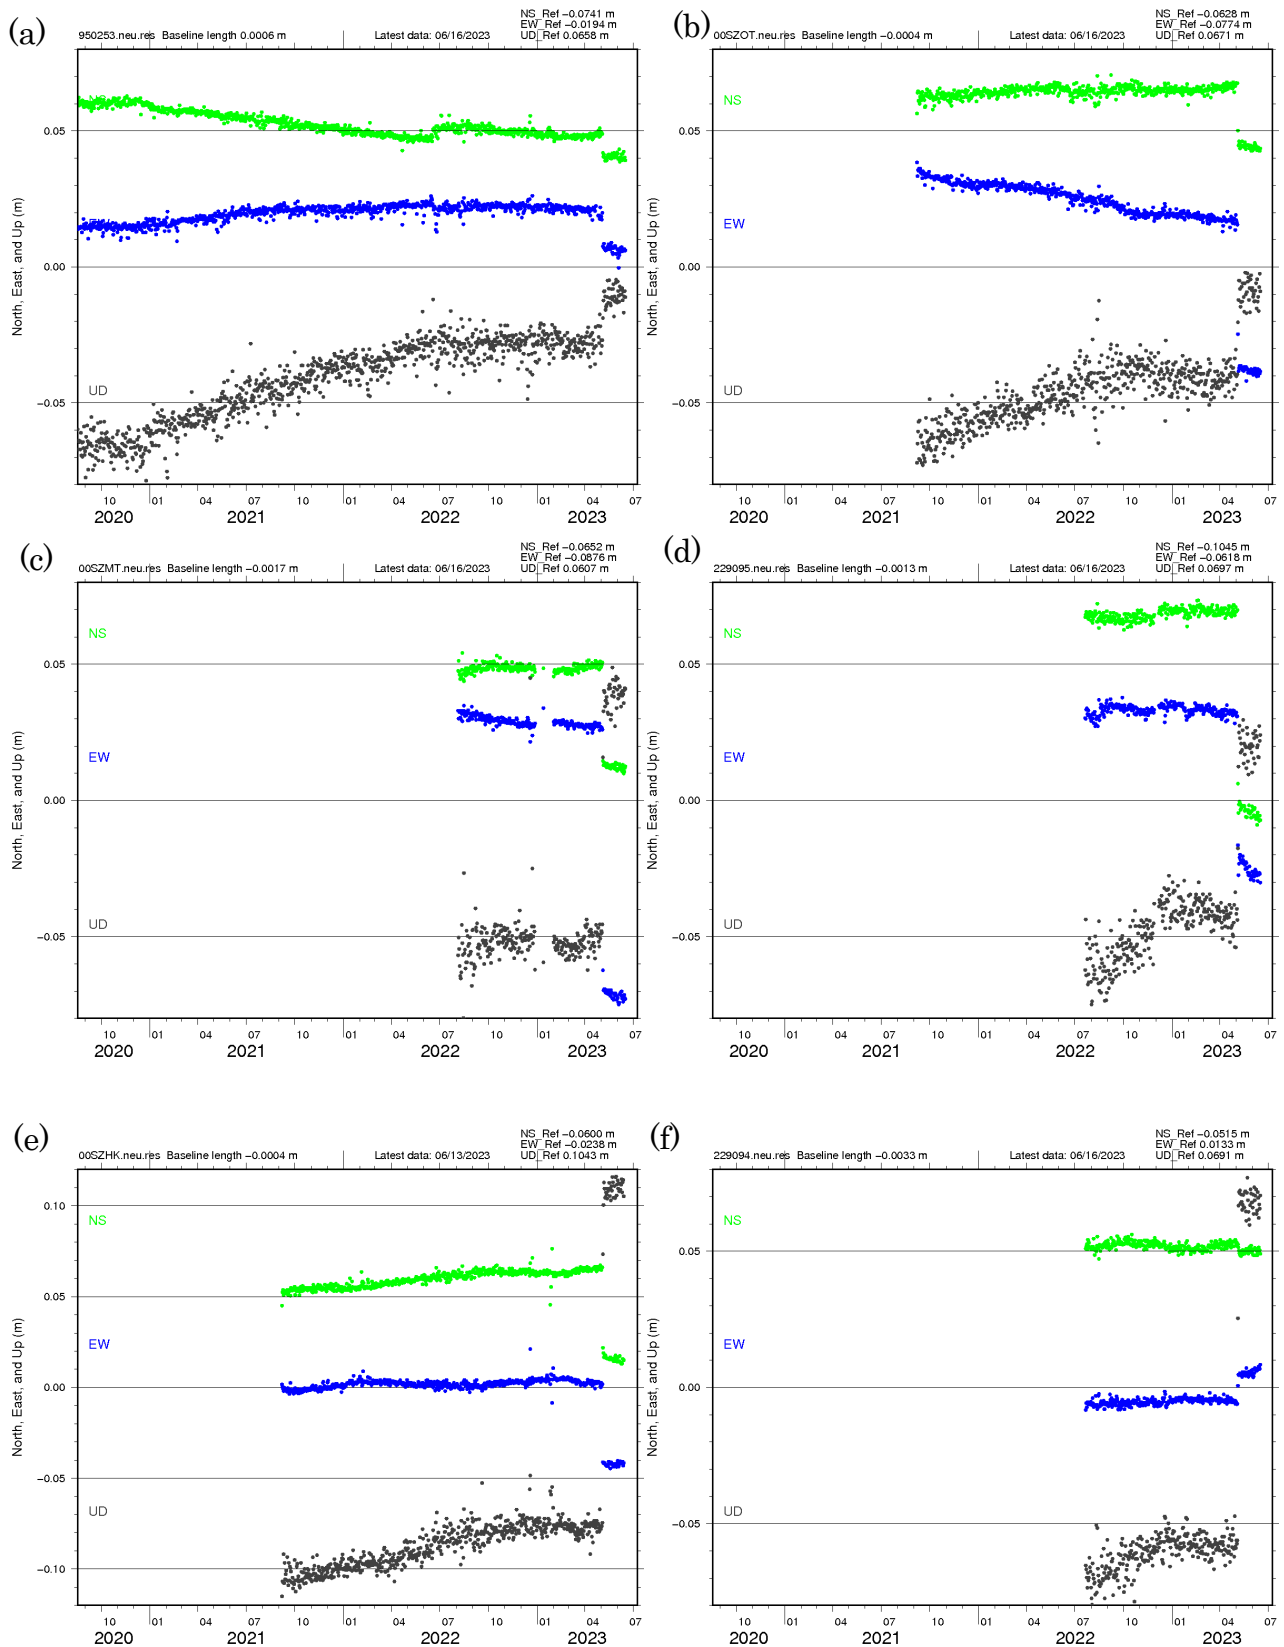 (a)
NS_Ref −0.0741 m
EW_Ref −0.0194 m
950253.neu.res Baseline length 0.0006 m Latest data: 06/16/2023 UD_Ref 0.0658 m
NS
0.05
EW
0.00
UD
−0.05
North, East, and Up (m)
10 01 04 07 10 01 04 07 10 01 04 07
2020 2021 2022 2023
(b)
NS_Ref −0.0628 m
EW_Ref −0.0774 m
00SZOT.neu.res Baseline length −0.0004 m Latest data: 06/16/2023 UD_Ref 0.0671 m
NS
0.05
EW
0.00
UD
−0.05
North, East, and Up (m)
10 01 04 07 10 01 04 07 10 01 04 07
2020 2021 2022 2023
(c)
NS_Ref −0.0652 m
EW_Ref −0.0876 m
00SZMT.neu.res Baseline length −0.0017 m Latest data: 06/16/2023 UD_Ref 0.0607 m
NS
0.05
EW
0.00
UD
−0.05
North, East, and Up (m)
10 01 04 07 10 01 04 07 10 01 04 07
2020 2021 2022 2023
(d)
NS_Ref −0.1045 m
EW_Ref −0.0618 m
229095.neu.res Baseline length −0.0013 m Latest data: 06/16/2023 UD_Ref 0.0697 m
NS
0.05
EW
0.00
UD
−0.05
North, East, and Up (m)
10 01 04 07 10 01 04 07 10 01 04 07
2020 2021 2022 2023
(e)
NS_Ref −0.0600 m
EW_Ref −0.0238 m
00SZHK.neu.res Baseline length −0.0004 m Latest data: 06/13/2023 UD_Ref 0.1043 m
0.10
NS
0.05
EW
0.00
−0.05
UD
−0.10
North, East, and Up (m)
10 01 04 07 10 01 04 07 10 01 04 07
2020 2021 2022 2023
(f)
NS_Ref −0.0515 m
EW_Ref 0.0133 m
229094.neu.res Baseline length −0.0033 m Latest data: 06/16/2023 UD_Ref 0.0691 m
NS
0.05
EW
0.00
UD
−0.05
North, East, and Up (m)
10 01 04 07 10 01 04 07 10 01 04 07
2020 2021 2022 2023